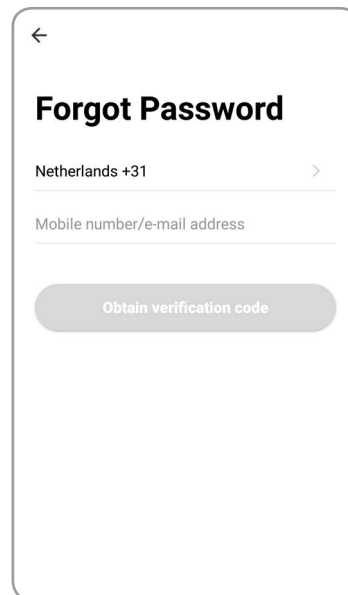 Forgot Password
Netherlands +31
Mobile number/e-mail address
Obtain verification code